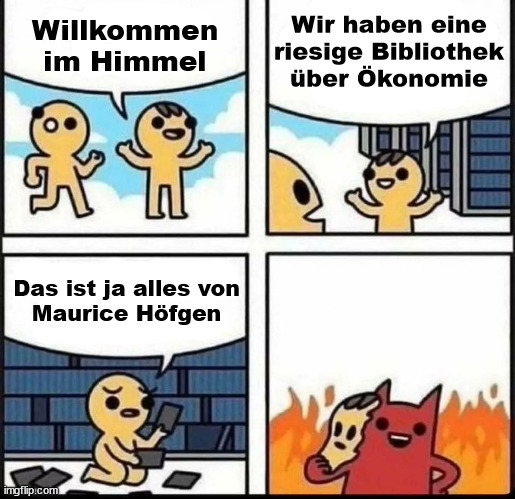 Willkommen
im Himmel
Wir haben eine
riesige Bibliothek
über Ökonomie
Das ist ja alles von
Maurice Höfgen
imgflip.com